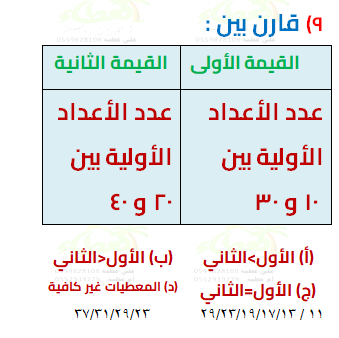 ٩) قارن بين :
القيمة الأولى القيمة الثانية
عدد الأعداد عدد الأعداد
الأولية بين الأولية بين
١٠ و ٣٠ ٢٠ و ٤٠
(أ) الأول<الثاني (ب) الأول>الثاني
(ج) الأول=الثاني (د) المعطيات غير كافية
١١ / ١٣/١٧/١٩/٢٣/٢٩ ٢٣/٢٩/٣١/٣٧